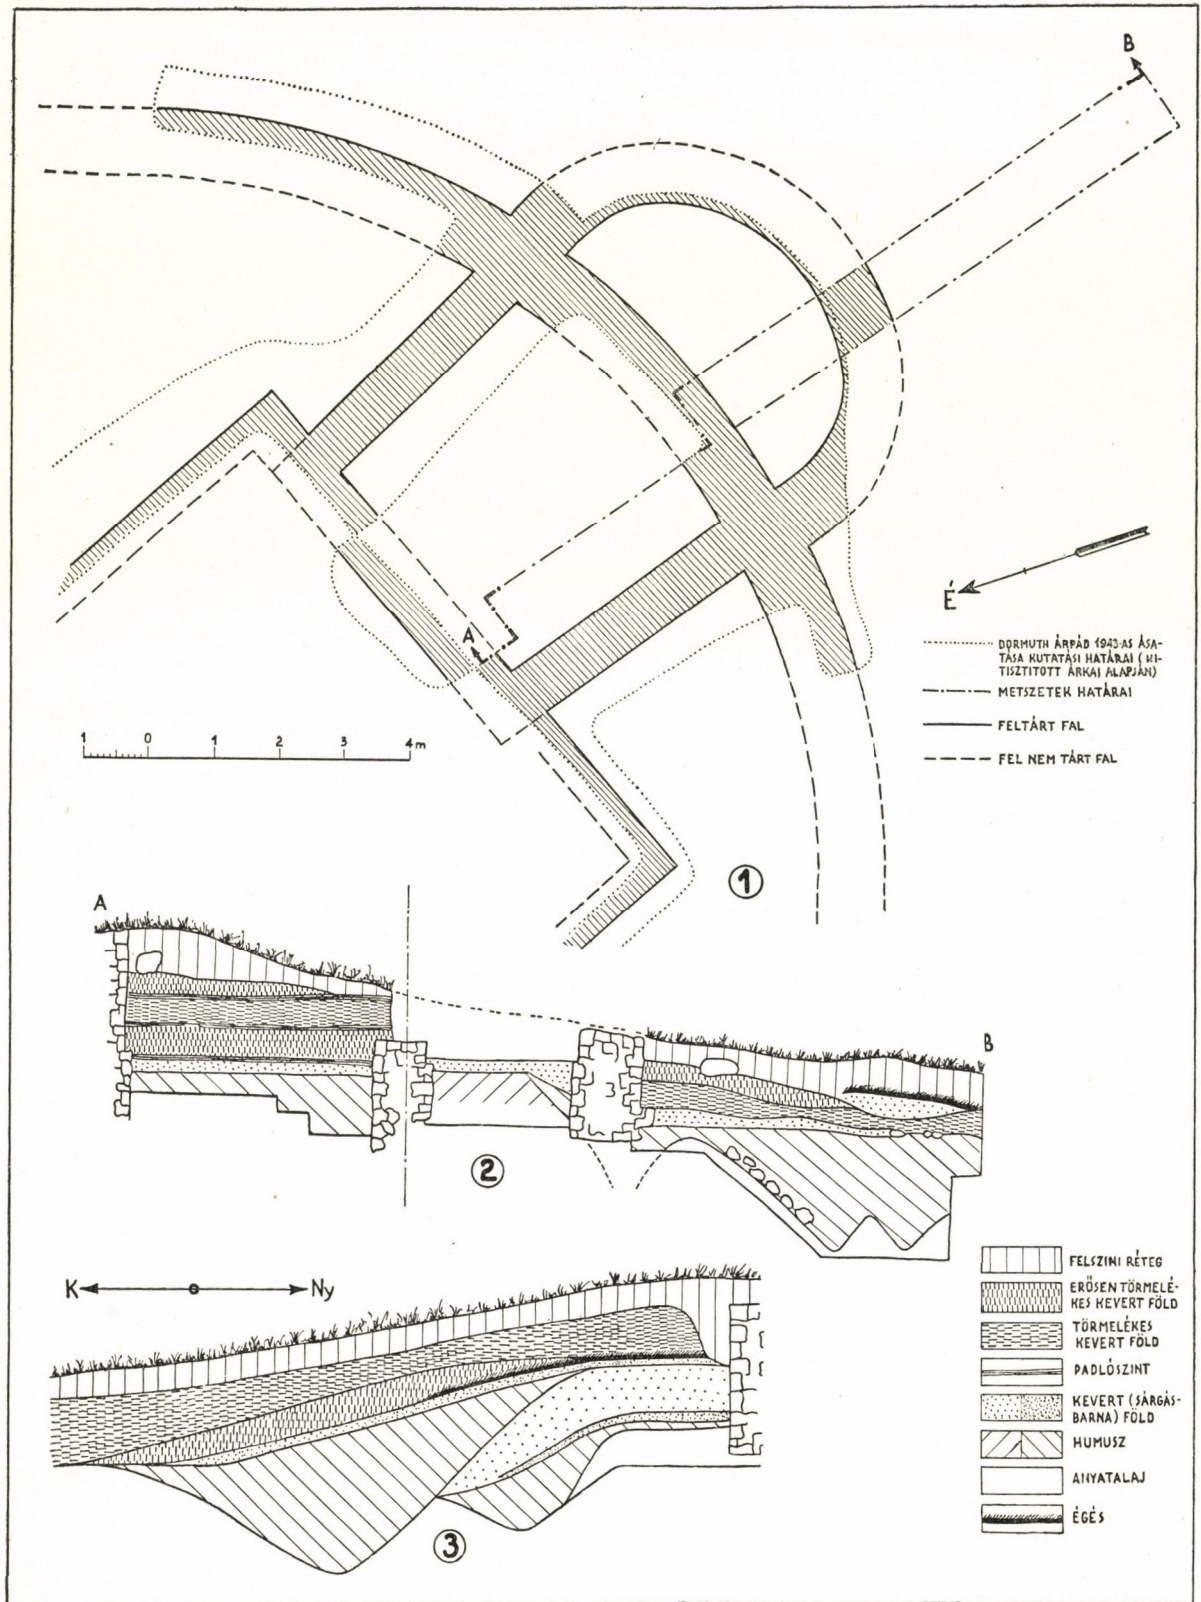 B
A
É
DORMUTH ÁRPÁD 1943-AS ÁSA-
TÁSA KUTATÁSI HATÁRAI (KI-
TISZTITOTT ÁRKAI ALAPJÁN)
METSZETEK HATÁRAI
FELTÁRT FAL
FEL NEM TÁRT FAL
1 0 1 2 3 4 m
1
A
B
2
K Ny
3
FELSZINI RÉTEG
ERŐSEN TÖRMELÉ-
KES KEVERT FÖLD
TÖRMELÉKES
KEVERT FÖLD
PADLÓSZINT
KEVERT (SÁRGÁS-
BARNA) FÖLD
HUMUSZ
ANYATALAJ
ÉGÉS